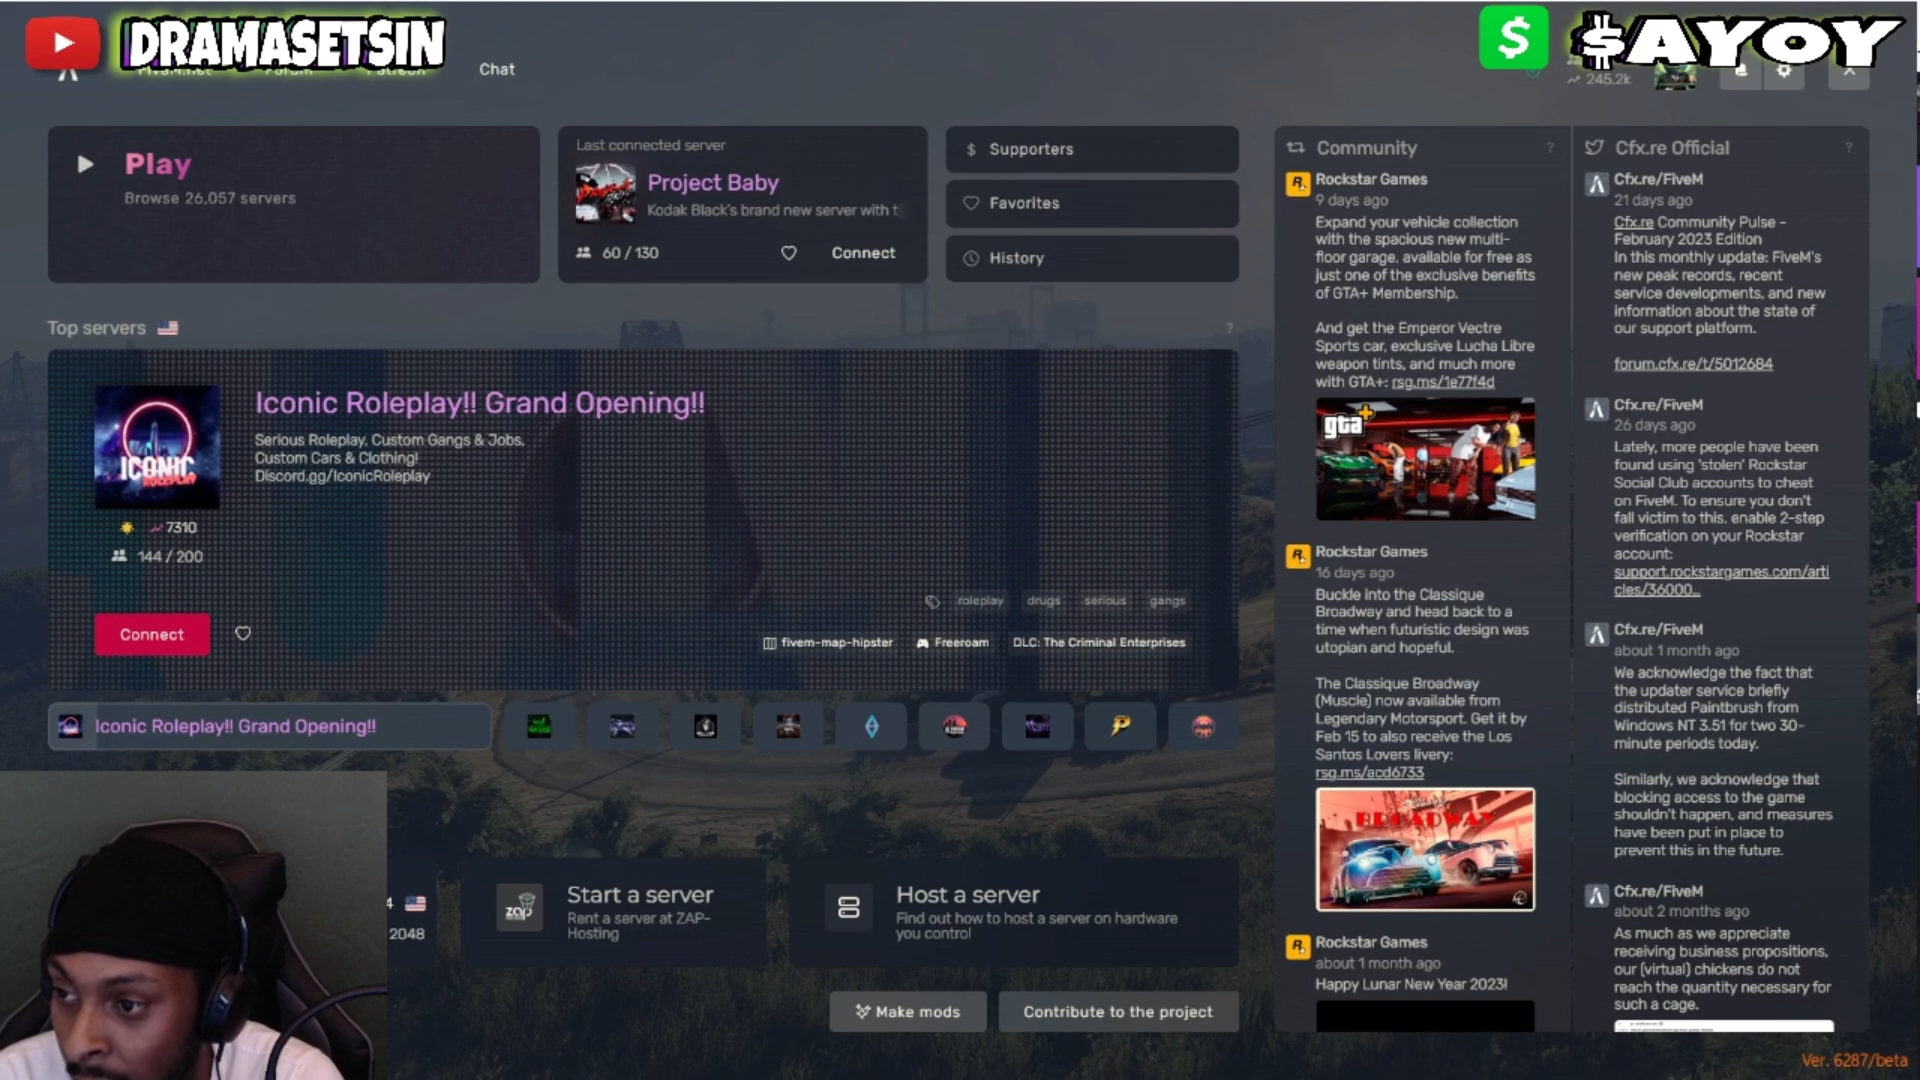 DRAMASETSIN
$AYOY
Chat
245.2k
Play
Browse 26,057 servers
Last connected server
Project Baby
Kodak Black's brand new server with t
60 / 130
Connect
Supporters
Favorites
History
Top servers
?
Iconic Roleplay!! Grand Opening!!
Serious Roleplay, Custom Gangs & Jobs,
Custom Cars & Clothing!
Discord.gg/IconicRoleplay
ICONIC
ROLEPLAY
7310
144 / 200
roleplay drugs serious gangs
Connect
fivem-map-hipster Freeroam DLC: The Criminal Enterprises
Iconic Roleplay!! Grand Opening!!
4
2048
zap
Start a server
Rent a server at ZAP-
Hosting
Host a server
Find out how to host a server on hardware
you control
Make mods
Contribute to the project
Community ?
Rockstar Games
9 days ago
Expand your vehicle collection
with the spacious new multi-
floor garage, available for free as
just one of the exclusive benefits
of GTA+ Membership.
And get the Emperor Vectre
Sports car, exclusive Lucha Libre
weapon tints, and much more
with GTA+: rsg.ms/1e77f4d
gta+
Rockstar Games
16 days ago
Buckle into the Classique
Broadway and head back to a
time when futuristic design was
utopian and hopeful.
The Classique Broadway
(Muscle) now available from
Legendary Motorsport. Get it by
Feb 15 to also receive the Los
Santos Lovers livery:
rsg.ms/acd6733
BROADWAY
Rockstar Games
about 1 month ago
Happy Lunar New Year 2023!
Cfx.re Official ?
Cfx.re/FiveM
21 days ago
Cfx.re Community Pulse –
February 2023 Edition
In this monthly update: FiveM's
new peak records, recent
service developments, and new
information about the state of
our support platform.
forum.cfx.re/t/5012684
Cfx.re/FiveM
26 days ago
Lately, more people have been
found using 'stolen' Rockstar
Social Club accounts to cheat
on FiveM. To ensure you don't
fall victim to this, enable 2-step
verification on your Rockstar
account:
support.rockstargames.com/arti
cles/36000…
Cfx.re/FiveM
about 1 month ago
We acknowledge the fact that
the updater service briefly
distributed Paintbrush from
Windows NT 3.51 for two 30-
minute periods today.
Similarly, we acknowledge that
blocking access to the game
shouldn't happen, and measures
have been put in place to
prevent this in the future.
Cfx.re/FiveM
about 2 months ago
As much as we appreciate
receiving business propositions,
our (virtual) chickens do not
reach the quantity necessary for
such a cage.
Ver. 6287/beta